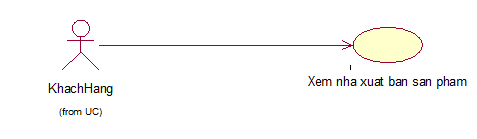 KhachHang
(from UC)
Xem nha xuat ban san pham